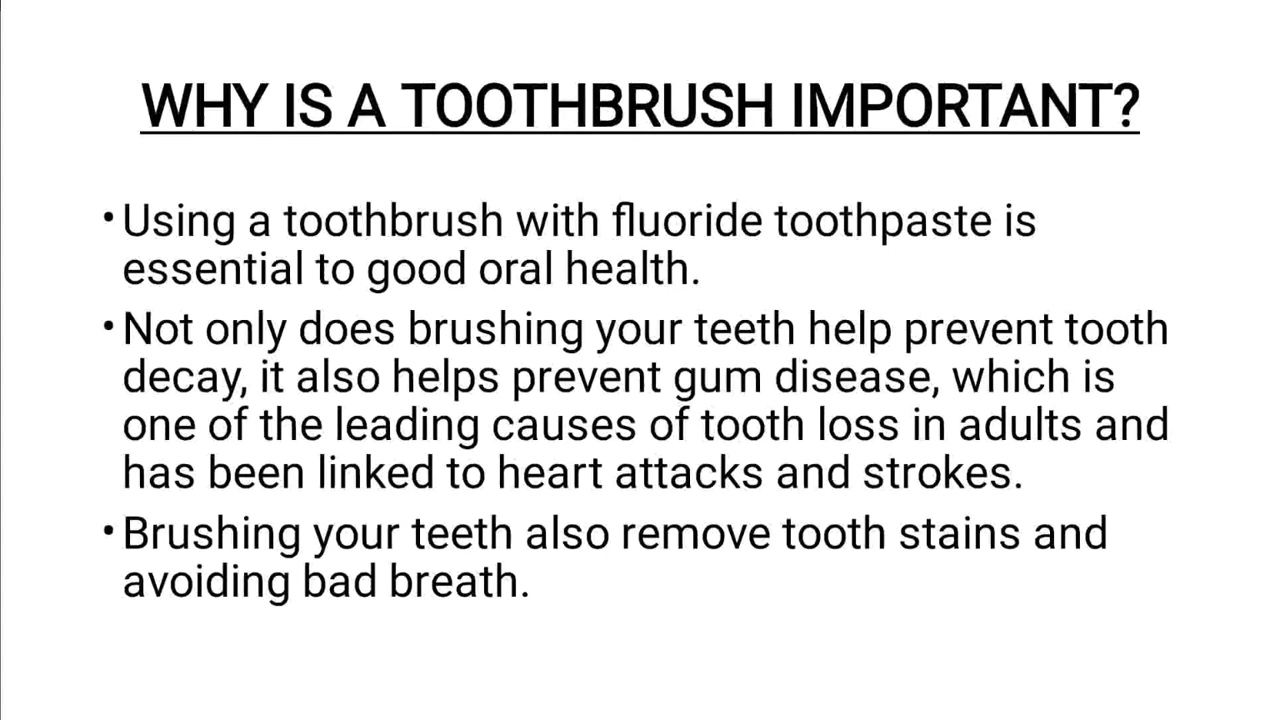 WHY IS A TOOTHBRUSH IMPORTANT?
•Using a toothbrush with fluoride toothpaste is
essential to good oral health.
•Not only does brushing your teeth help prevent tooth
decay, it also helps prevent gum disease, which is
one of the leading causes of tooth loss in adults and
has been linked to heart attacks and strokes.
•Brushing your teeth also remove tooth stains and
avoiding bad breath.